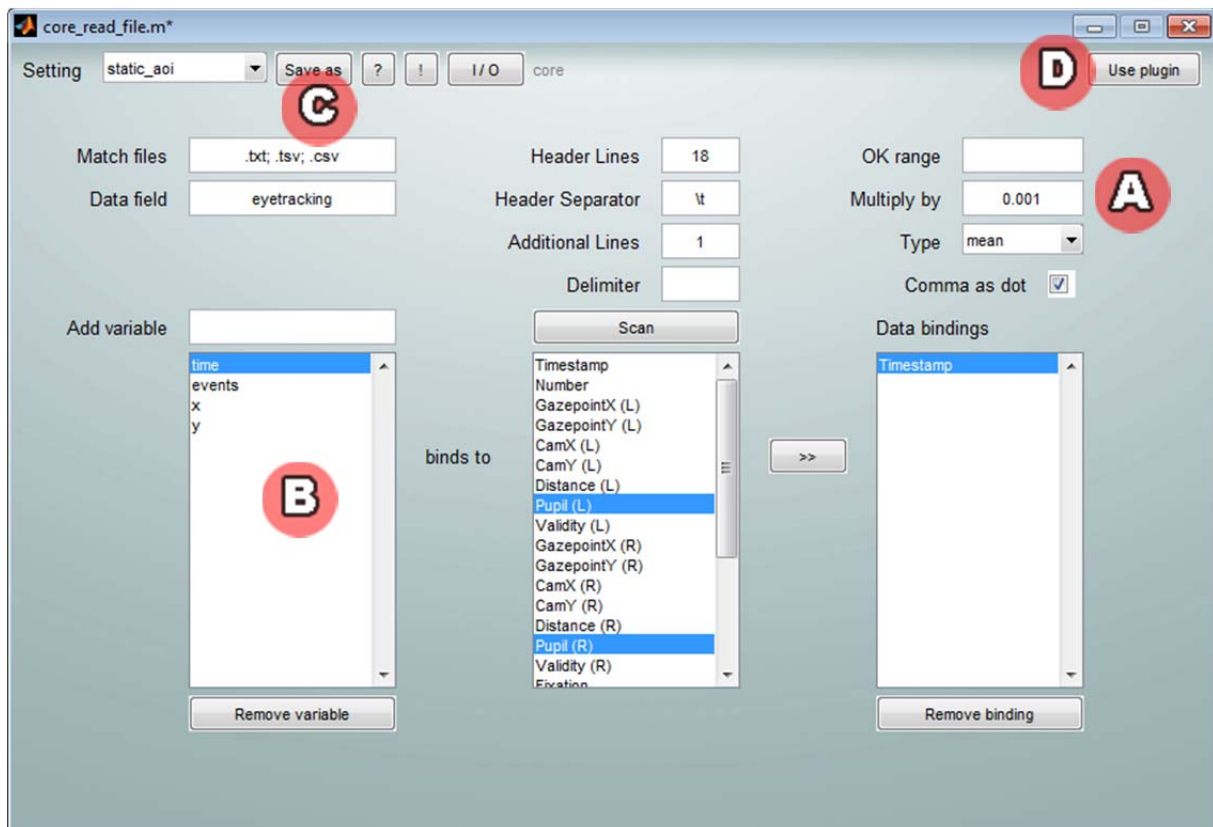 core_read_file.m*
Setting static_aoi Save as ? ! I/O core D Use plugin
C
Match files .txt; .tsv; .csv Header Lines 18 OK range
Data field eyetracking Header Separator \t Multiply by 0.001 A
Additional Lines 1 Type mean
Delimiter Comma as dot
Add variable Scan Data bindings
time
events
x
y
B
Remove variable
binds to
Timestamp
Number
GazepointX (L)
GazepointY (L)
CamX (L)
CamY (L)
Distance (L)
Pupil (L)
Validity (L)
GazepointX (R)
GazepointY (R)
CamX (R)
CamY (R)
Distance (R)
Pupil (R)
Validity (R)
Fixation
>>
Timestamp
Remove binding